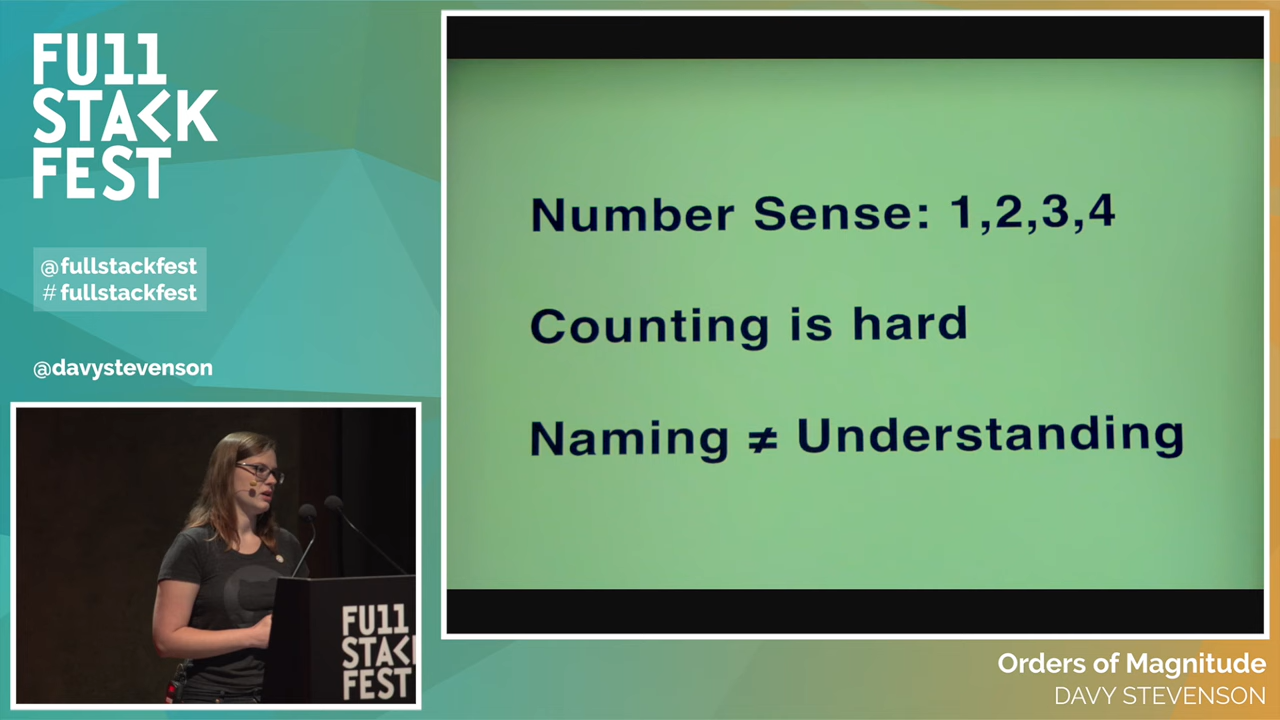 FULL
STACK
FEST
@fullstackfest
# fullstackfest
@davystevenson
Number Sense: 1,2,3,4
Counting is hard
Naming ≠ Understanding
FULL
STACK
FEST
Orders of Magnitude
DAVY STEVENSON